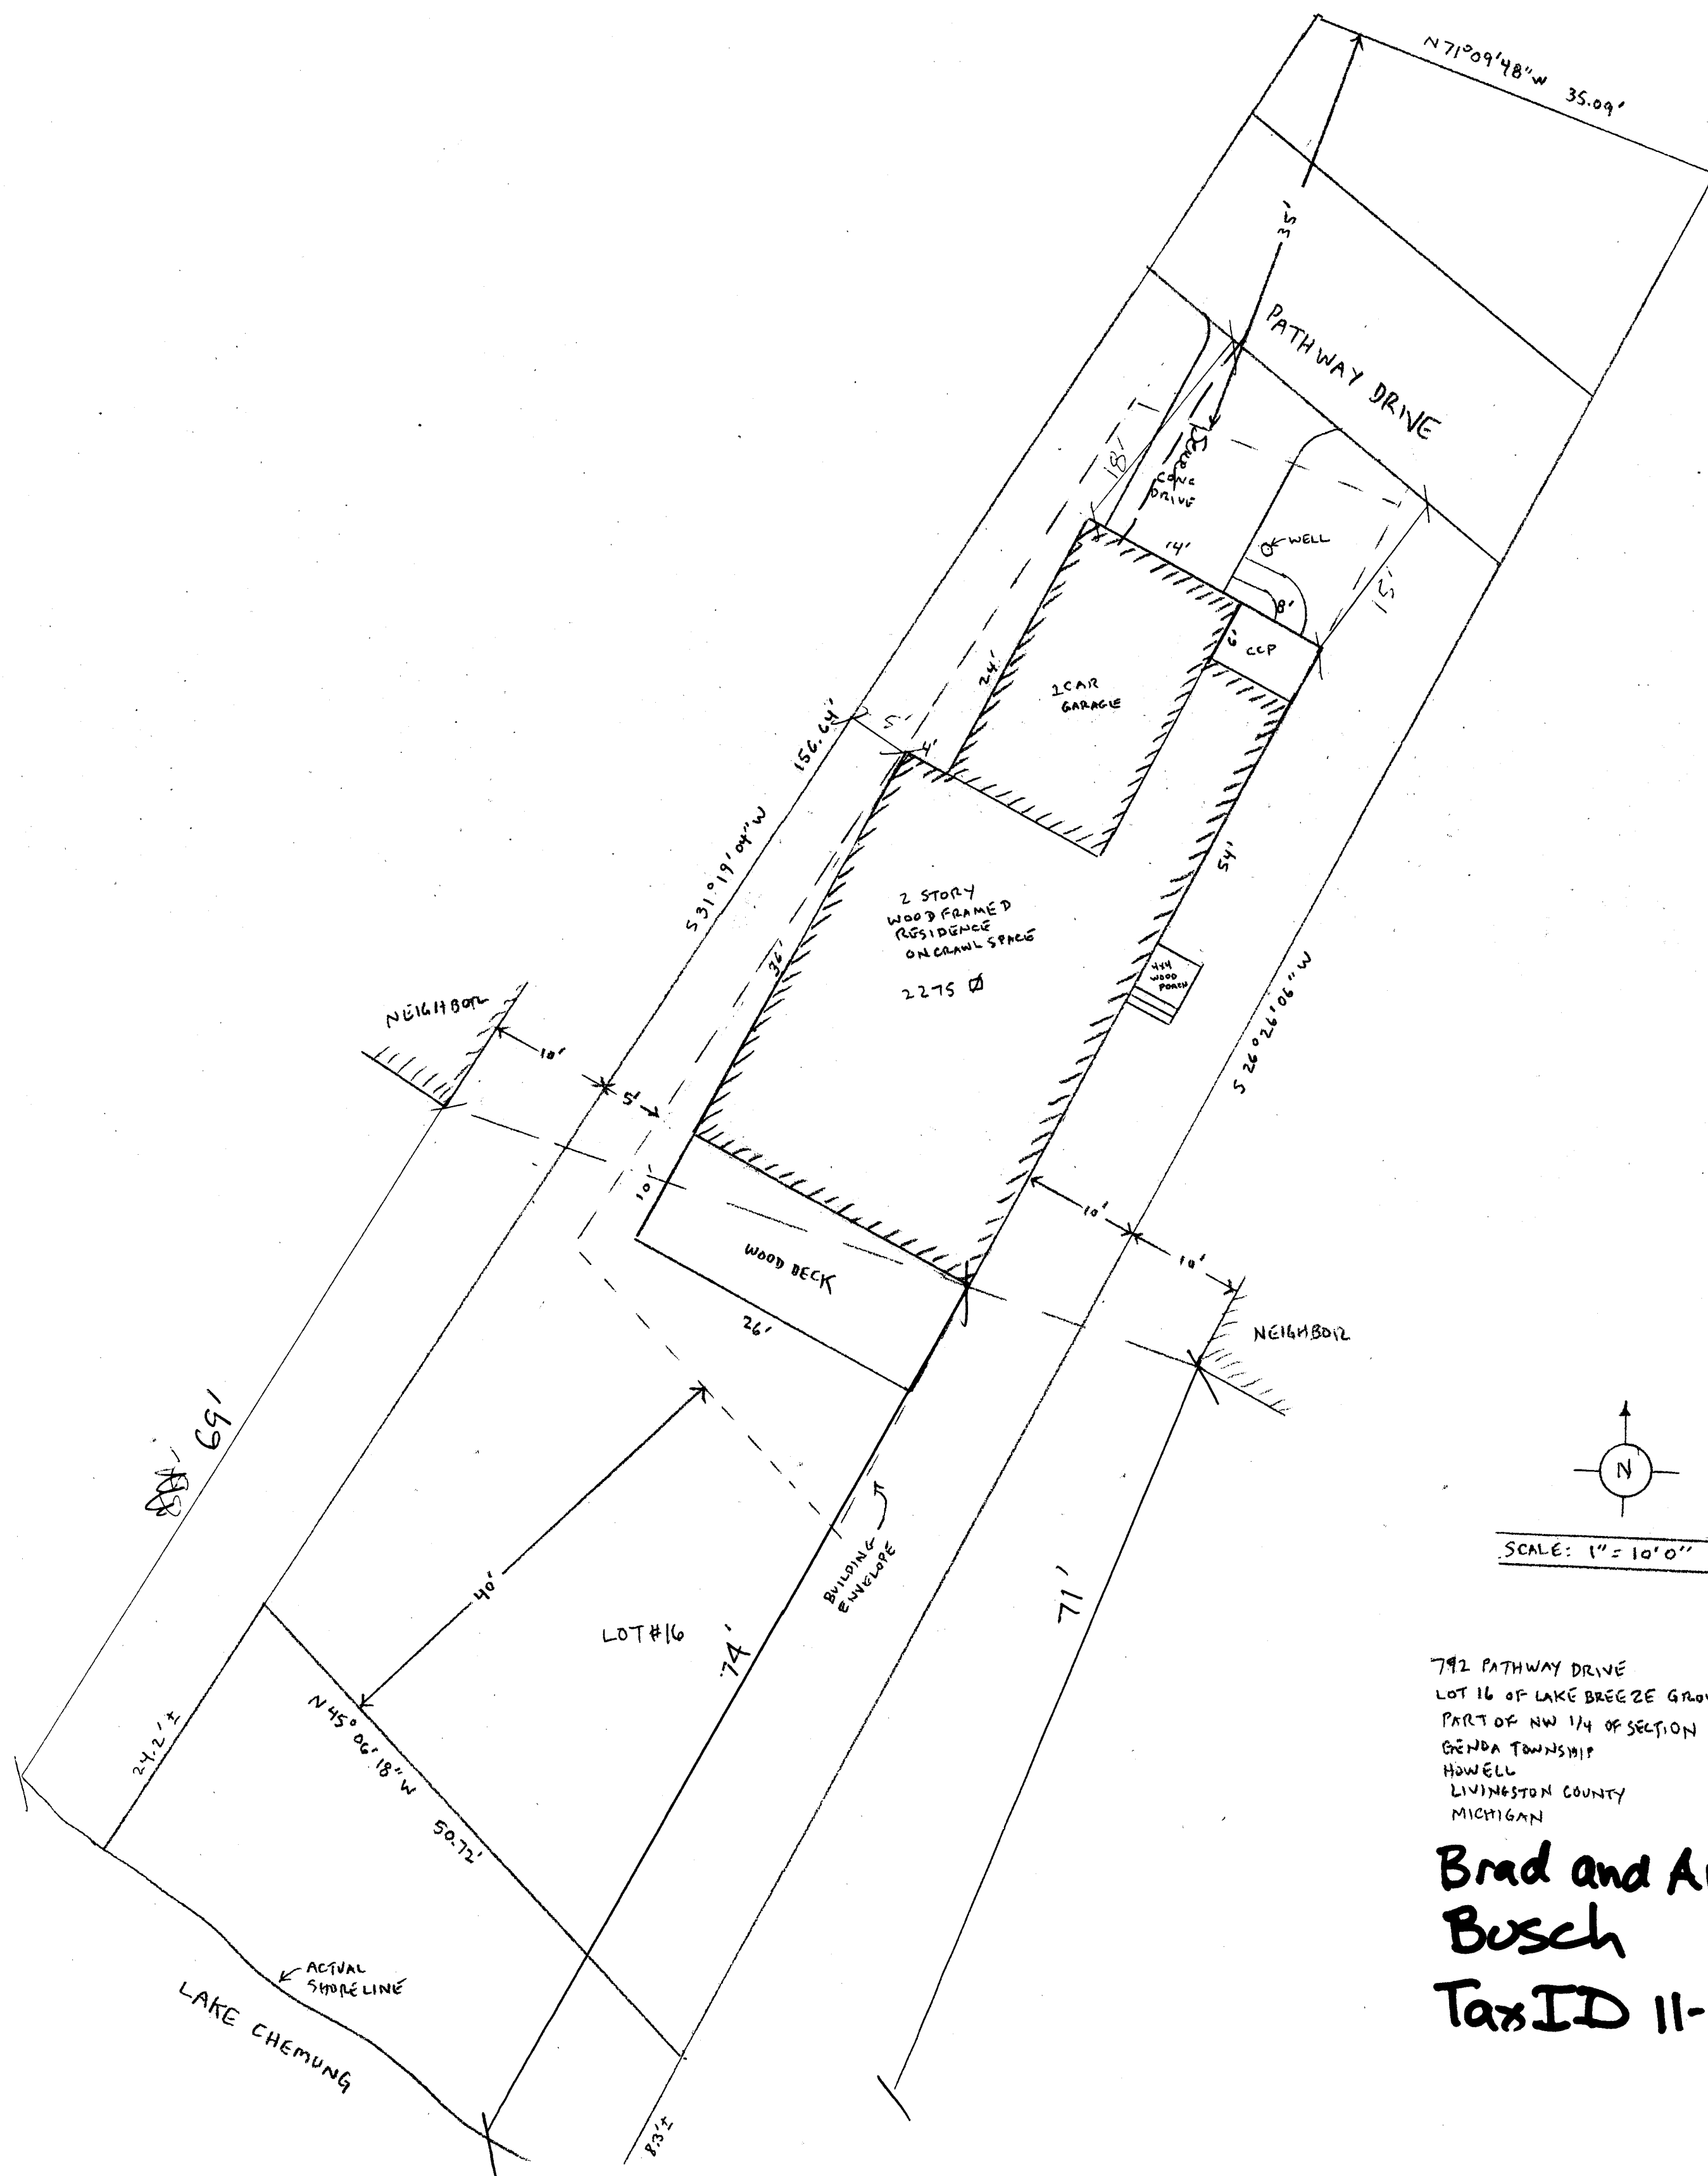 N71°09'48"W 35.09'
35'
PATHWAY DRIVE
18'
Sewer
CONC
DRIVE
WELL
14'
8'
15'
6'
CCP
24'
2 CAR
GARAGE
156.64'
5'
4'
S31°19'04"W
54'
2 STORY
WOOD FRAMED
RESIDENCE
ON CRAWL SPACE
2275
36'
4x4
WOOD
PORCH
S26°26'06"W
NEIGHBOR
10'
5'
10'
10'
10'
WOOD DECK
26'
NEIGHBOR
69'
N
SCALE: 1" = 10'0"
BUILDING
ENVELOPE
40'
71'
LOT #16
74'
792 PATHWAY DRIVE
LOT 16 OF LAKE BREEZE
PART OF NW 1/4 OF SECTION
GENOA TOWNSHIP
HOWELL
LIVINGSTON COUNTY
MICHIGAN
24.2'±
N45°06'18"W
50.72'
Brad and
Busch
Tax ID 11-
ACTUAL
SHORELINE
LAKE CHEMUNG
8.3'±